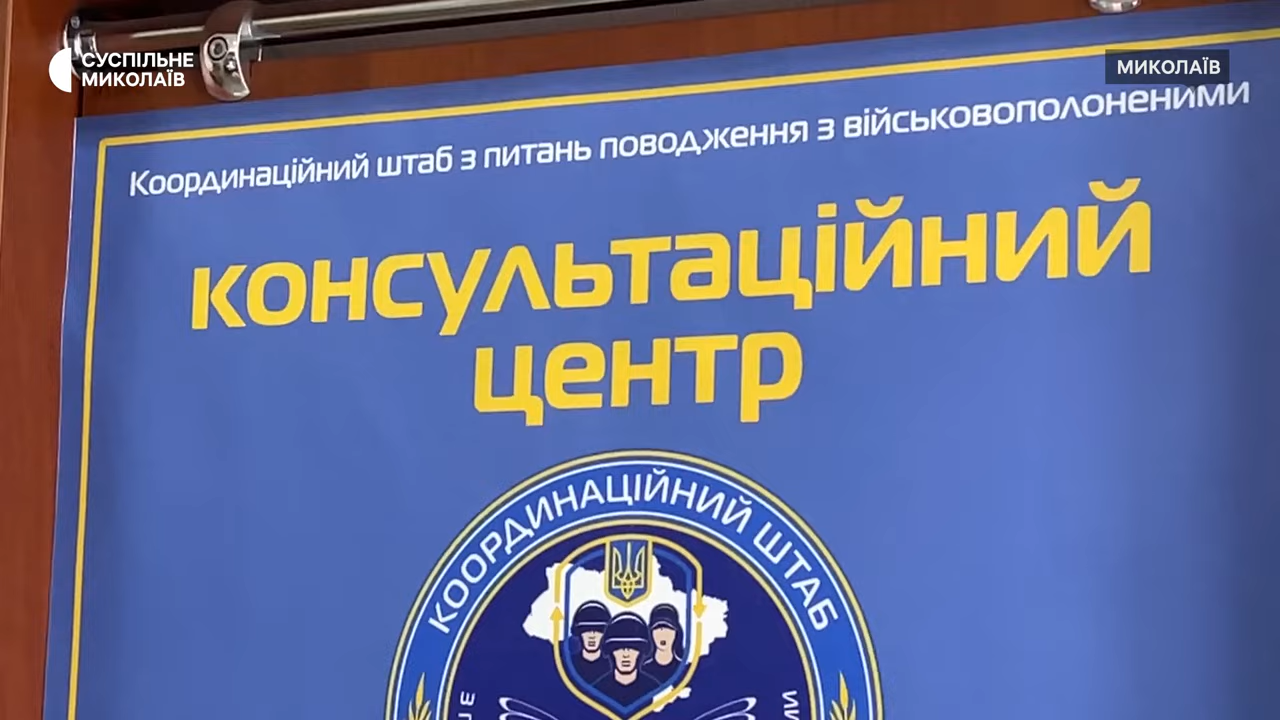 СУСПІЛЬНЕ
МИКОЛАЇВ
МИКОЛАЇВ
Координаційний штаб з питань поводження з військовополоненими
консультаційний
центр
КООРДИНАЦІЙНИЙ ШТАБ